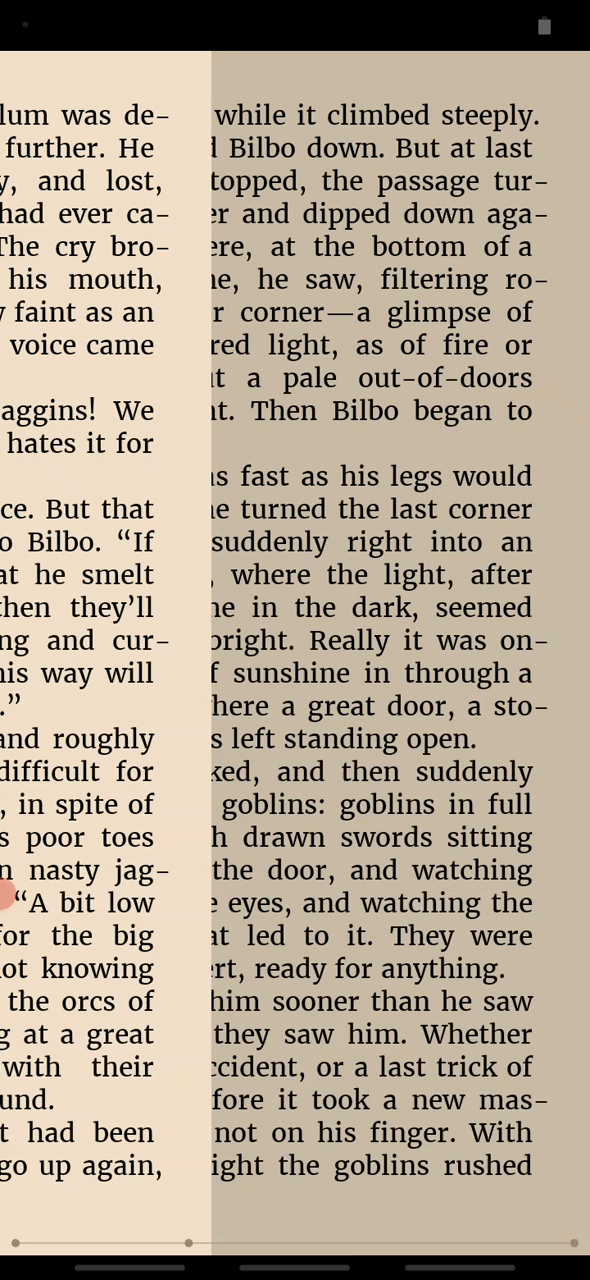 lum was de-
further. He
y, and lost,
had ever ca-
The cry bro-
his mouth,
faint as an
voice came
aggins! We
hates it for
ce. But that
o Bilbo. “If
at he smelt
then they’ll
ng and cur-
his way will
.”
and roughly
difficult for
, in spite of
s poor toes
n nasty jag-
“A bit low
for the big
not knowing
the orcs of
g at a great
with their
und.
t had been
go up again,
while it climbed steeply.
d Bilbo down. But at last
topped, the passage tur-
er and dipped down aga-
ere, at the bottom of a
ne, he saw, filtering ro-
r corner—a glimpse of
red light, as of fire or
ut a pale out-of-doors
ht. Then Bilbo began to
as fast as his legs would
he turned the last corner
suddenly right into an
, where the light, after
me in the dark, seemed
bright. Really it was on-
f sunshine in through a
here a great door, a sto-
s left standing open.
ked, and then suddenly
goblins: goblins in full
h drawn swords sitting
the door, and watching
e eyes, and watching the
at led to it. They were
ert, ready for anything.
him sooner than he saw
they saw him. Whether
ccident, or a last trick of
fore it took a new mas-
not on his finger. With
ight the goblins rushed